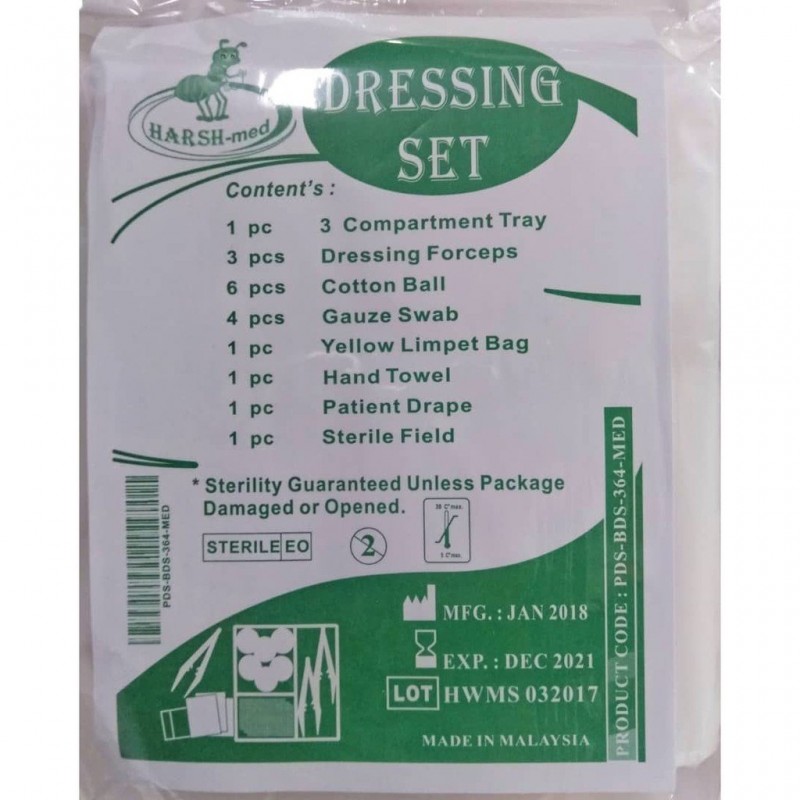 HARSH-med
DRESSING
SET
Content's :
1 pc 3 Compartment Tray
3 pcs Dressing Forceps
6 pcs Cotton Ball
4 pcs Gauze Swab
1 pc Yellow Limpet Bag
1 pc Hand Towel
1 pc Patient Drape
1 pc Sterile Field
* Sterility Guaranteed Unless Package
Damaged or Opened.
STERILE EO
2
MFG. : JAN 2018
EXP. : DEC 2021
LOT HWMS 032017
MADE IN MALAYSIA
PDS-BDS-364-MED
PRODUCT CODE : PDS-BDS-364-MED